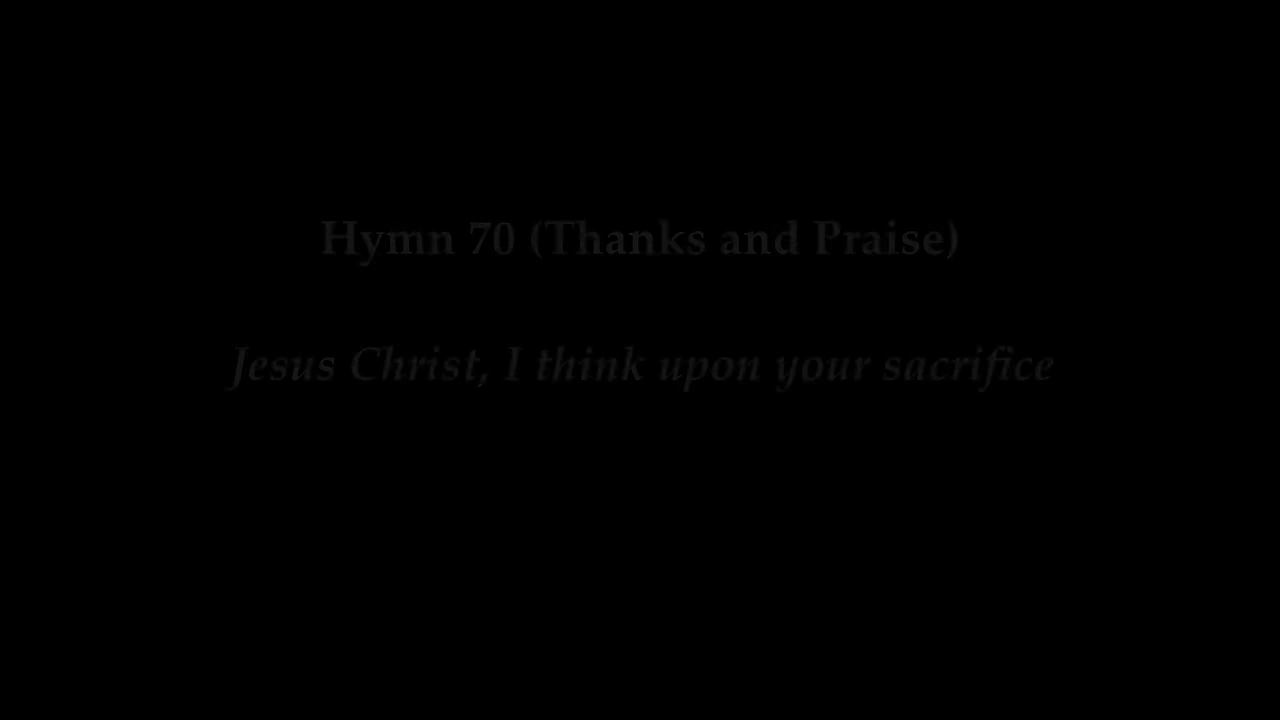 Hymn 70 (Thanks and Praise)
Jesus Christ, I think upon your sacrifice